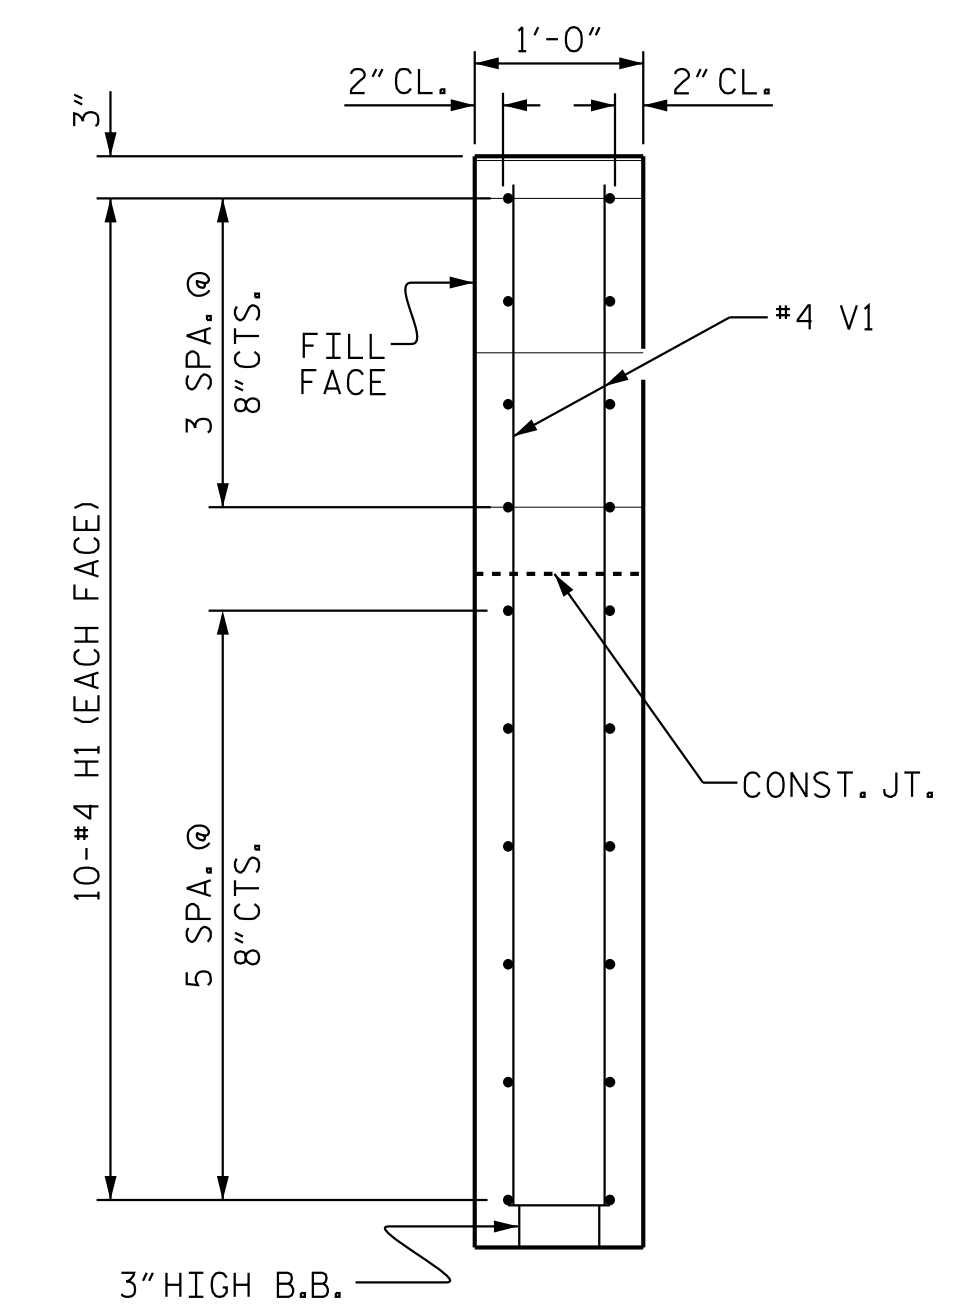 1'-0"
2" CL.
2" CL.
3"
3 SPA. @
8" CTS.
FILL
FACE
#4 V1
10-#4 H1 (EACH FACE)
CONST. JT.
5 SPA. @
8" CTS.
3" HIGH B.B.